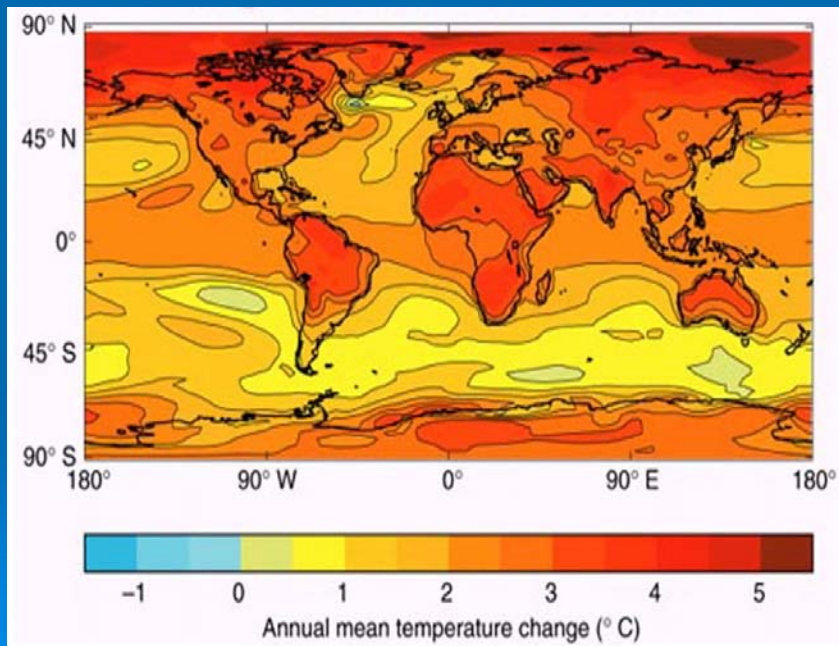 90° N
45° N
0°
45° S
90° S
180° 90° W 0° 90° E 180°
–1 0 1 2 3 4 5
Annual mean temperature change (° C)